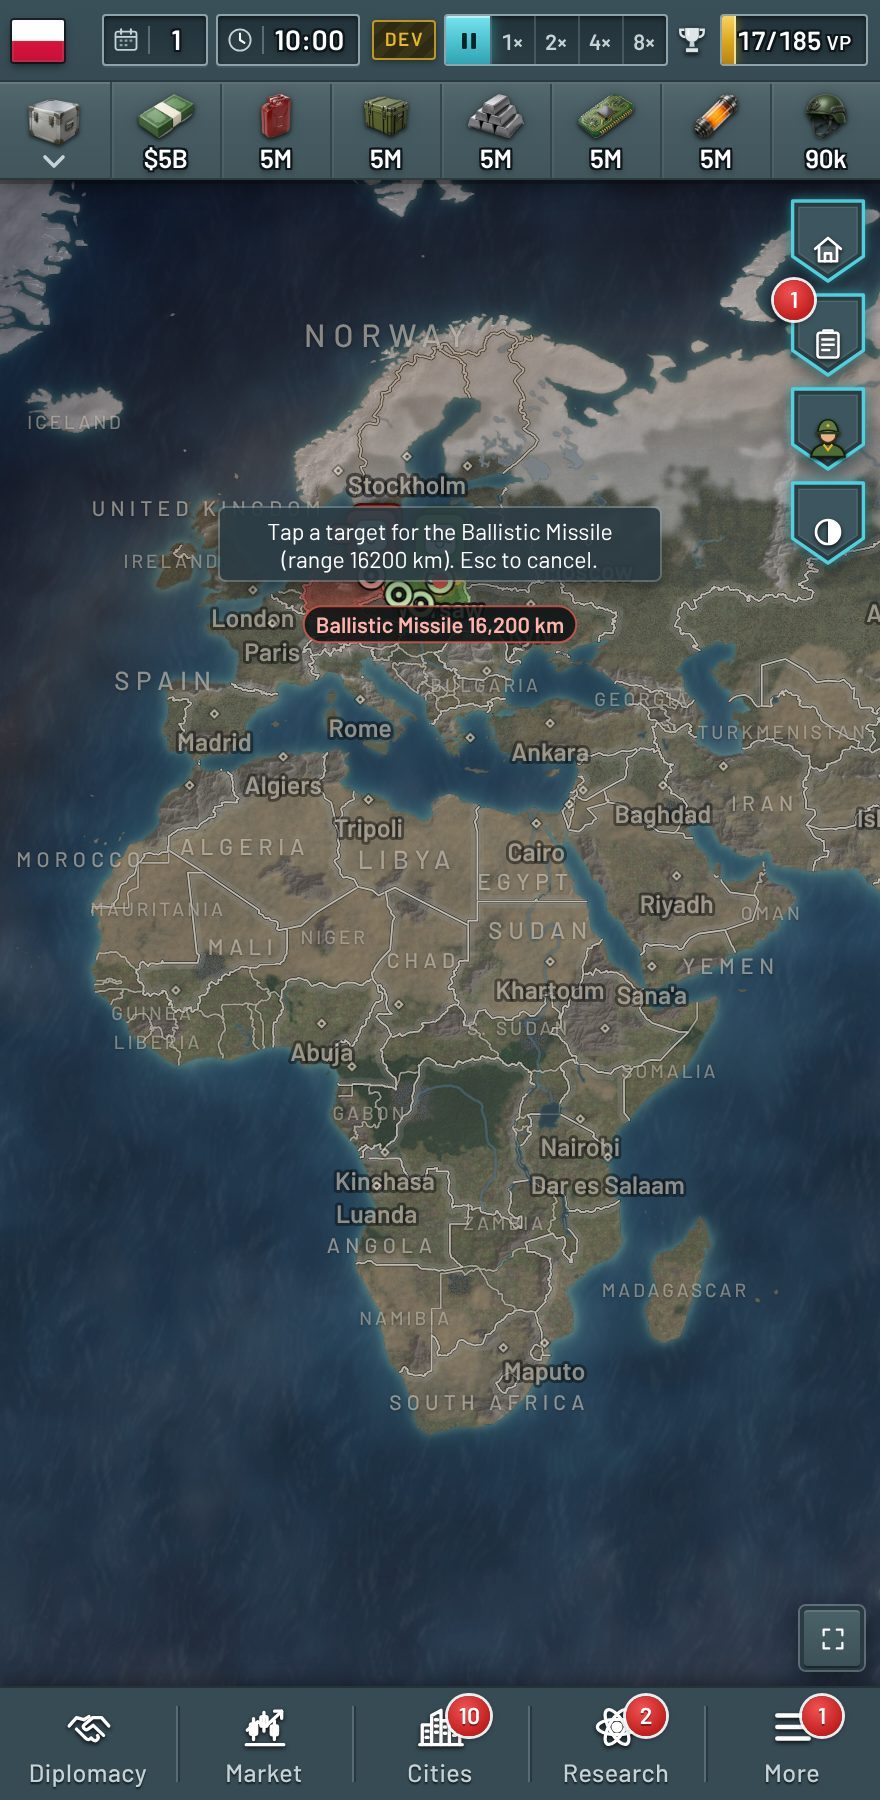 1
10:00
DEV
1×
2×
4×
8×
17/185 VP
$5B
5M
5M
5M
5M
5M
90k
1
NORWAY
ICELAND
Stockholm
UNITED KINGDOM
Tap a target for the Ballistic Missile
(range 16200 km). Esc to cancel.
IRELAND
London
Ballistic Missile 16,200 km
Paris
SPAIN
BULGARIA
GEORGIA
Madrid
Rome
Ankara
TURKMENISTAN
Algiers
Tripoli
Baghdad
IRAN
Isl
MOROCCO
ALGERIA
LIBYA
Cairo
EGYPT
MAURITANIA
Riyadh
OMAN
MALI
NIGER
CHAD
SUDAN
YEMEN
Khartoum
Sana'a
GUINEA
S. SUDAN
LIBERIA
Abuja
SOMALIA
GABON
Nairobi
Kinshasa
Dar es Salaam
Luanda
ZAMBIA
ANGOLA
MADAGASCAR
NAMIBIA
Maputo
SOUTH AFRICA
10
2
1
Diplomacy
Market
Cities
Research
More